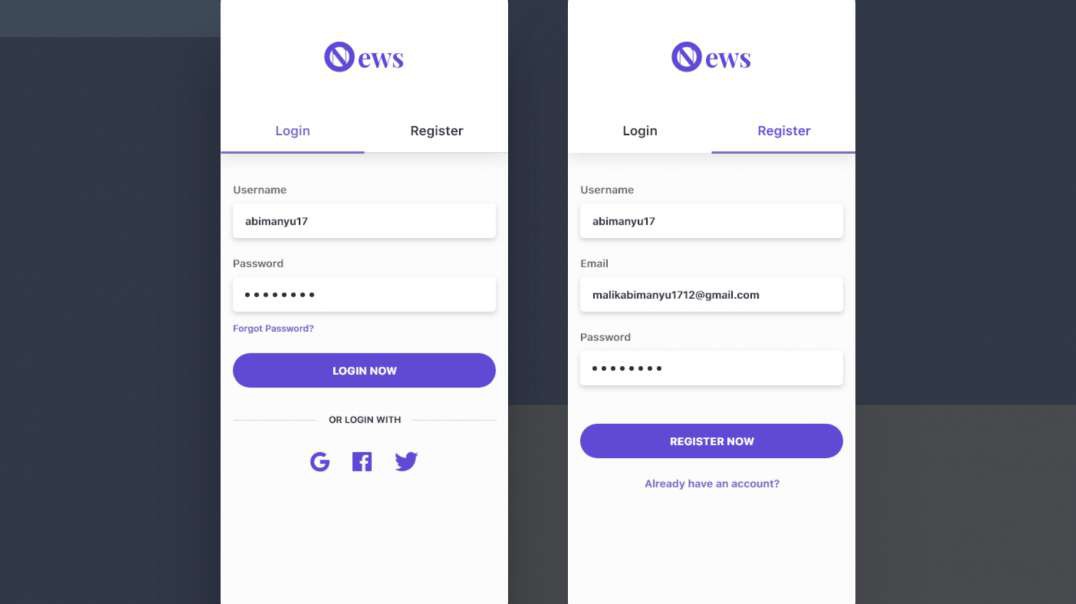 News
Login Register
Username
abimanyu17
Password
••••••••
Forgot Password?
LOGIN NOW
OR LOGIN WITH
G f
News
Login Register
Username
abimanyu17
Email
malikabimanyu1712@gmail.com
Password
••••••••
REGISTER NOW
Already have an account?